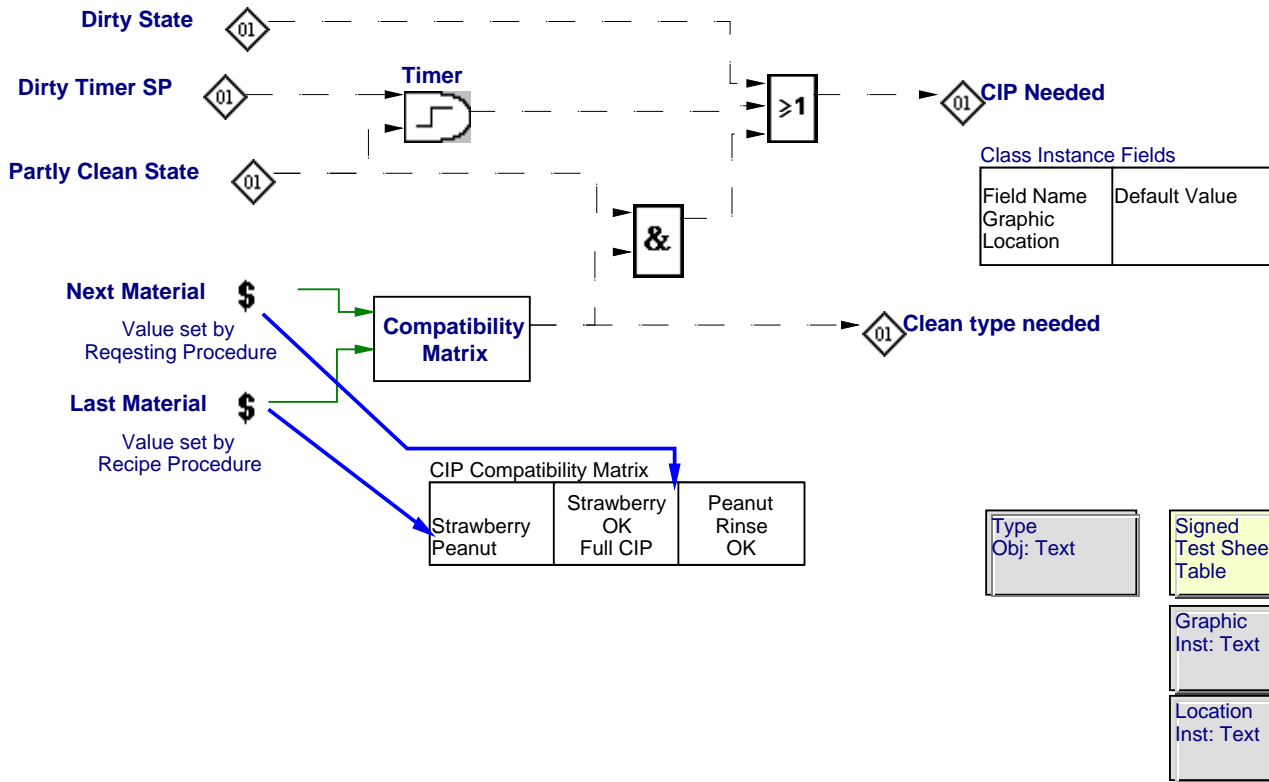 Dirty State
01
Dirty Timer SP
01
Timer
≥1
01
CIP Needed
Partly Clean State
01
Class Instance Fields
Field Name Default Value
Graphic
Location
&
Next Material $
Value set by
Reqesting Procedure
Compatibility
Matrix
01
Clean type needed
Last Material $
Value set by
Recipe Procedure
CIP Compatibility Matrix
Strawberry Peanut
Strawberry OK Rinse
Peanut Full CIP OK
Type
Obj: Text
Signed
Test Shee
Table
Graphic
Inst: Text
Location
Inst: Text